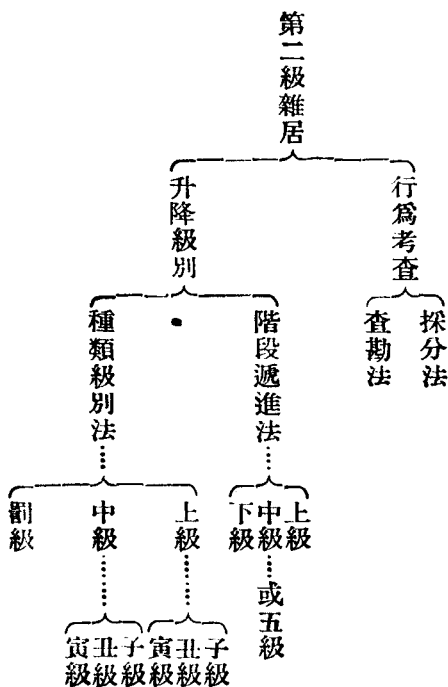 第二級雜居
行爲考査
採分法
查勘法
升降級別
階段遞進法……
上級
中級……或五級
下級
種類級別法……
上級……
子級
丑級
寅級
中級……
子級
丑級
寅級
罰級